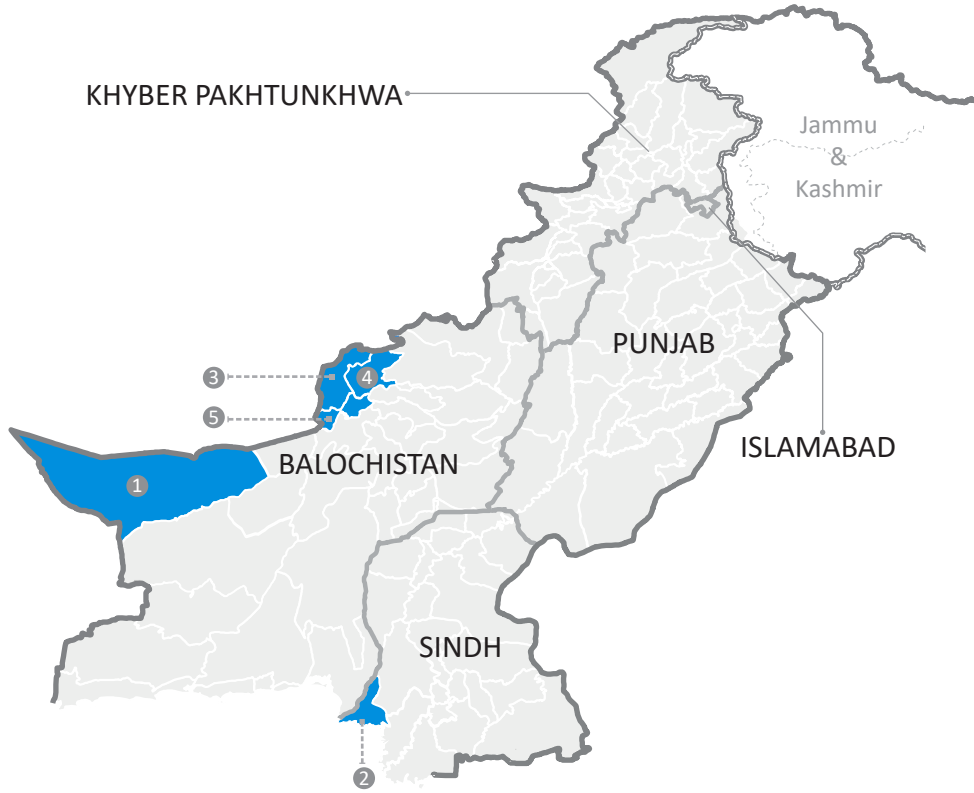 KHYBER PAKHTUNKHWA
Jammu
&
Kashmir
PUNJAB
3
4
5
ISLAMABAD
BALOCHISTAN
1
SINDH
2